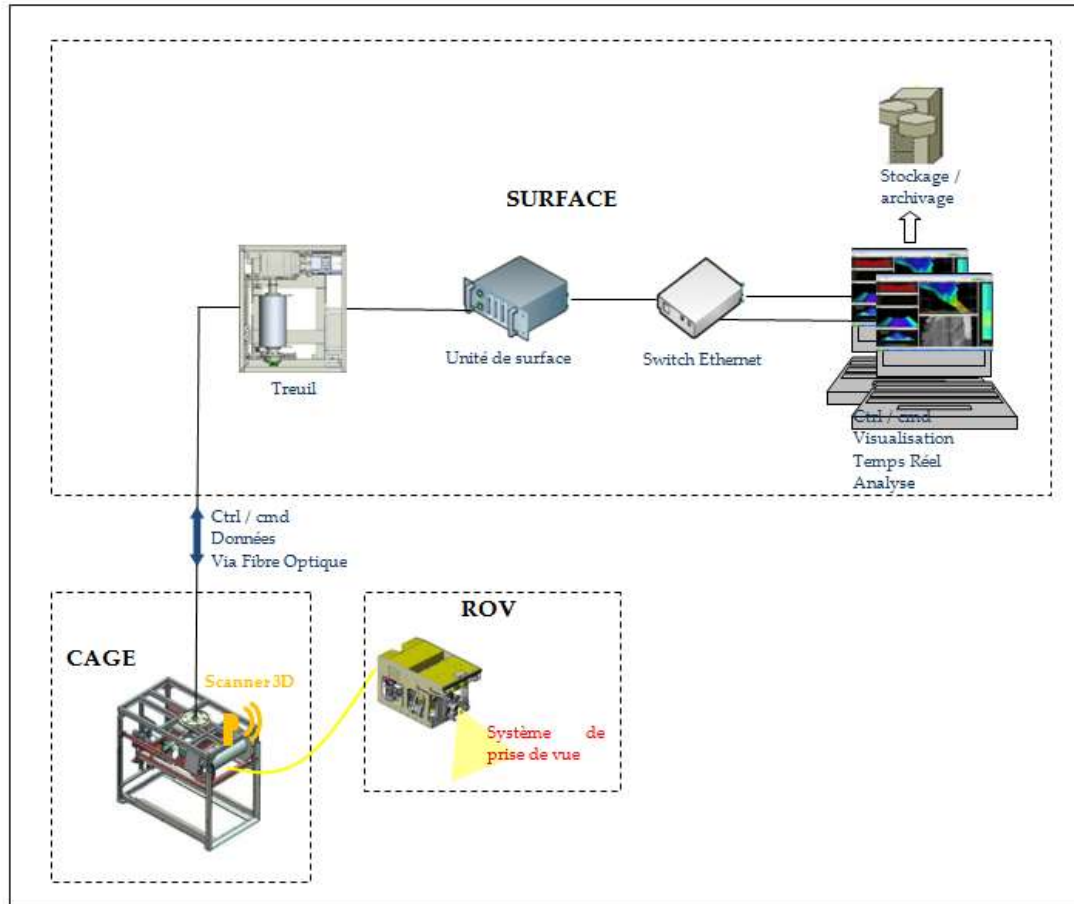 Stockage /
archivage
SURFACE
Treuil
Unité de surface
Switch Ethernet
Ctrl / cmd
Visualisation
Temps Réel
Analyse
Ctrl / cmd
Données
Via Fibre Optique
CAGE
Scanner 3D
ROV
Système de
prise de vue